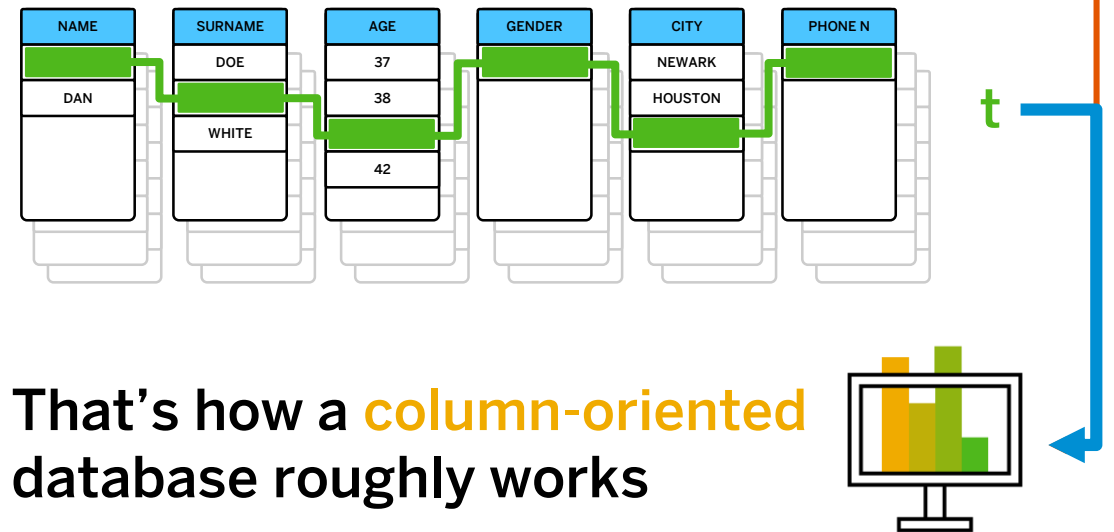 NAME SURNAME AGE GENDER CITY PHONE N
DOE 37 NEWARK
DAN 38 HOUSTON
WHITE
42
t
That's how a column-oriented
database roughly works